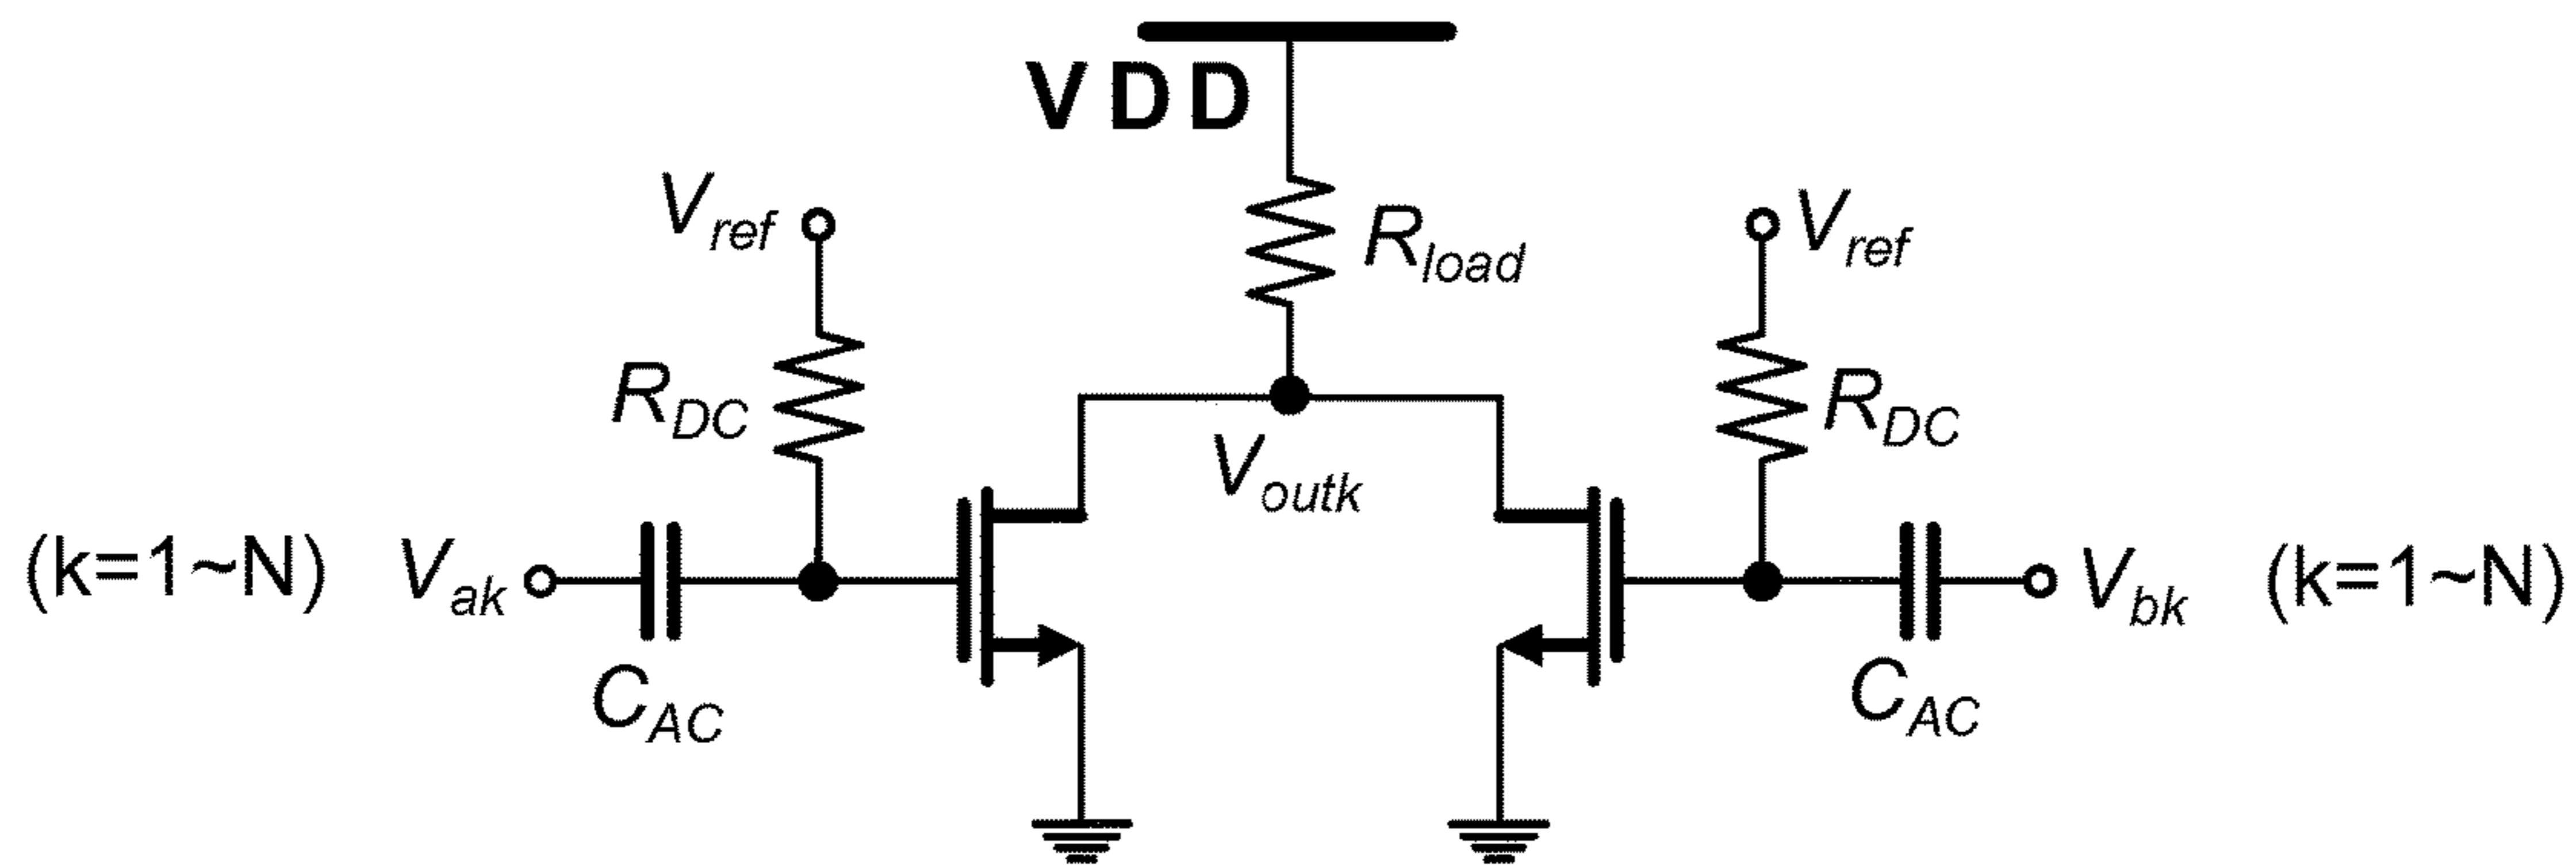 VDD
V_ref
V_ref
R_load
R_DC
R_DC
V_outk
(k=1~N) V_ak
V_bk (k=1~N)
C_AC
C_AC